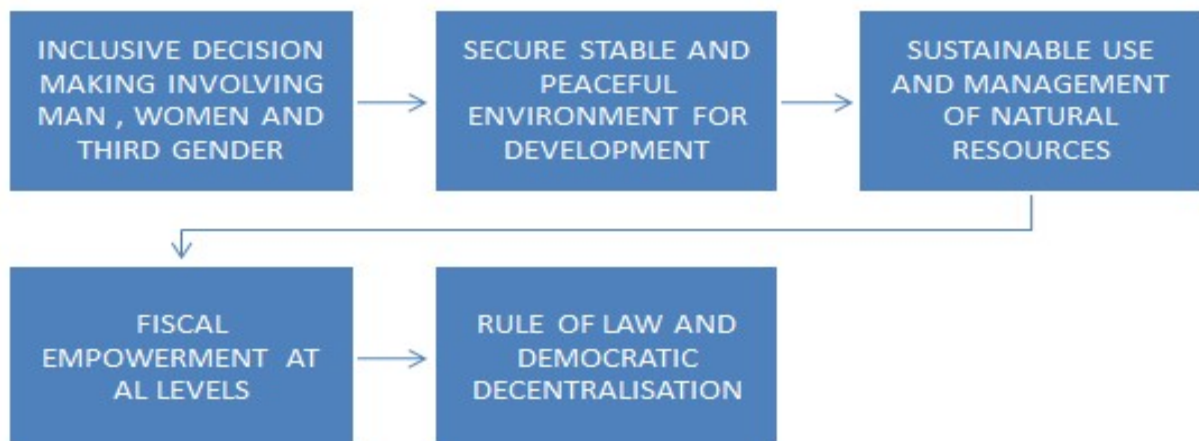 INCLUSIVE DECISION
MAKING INVOLVING
MAN , WOMEN AND
THIRD GENDER
SECURE STABLE AND
PEACEFUL
ENVIRONMENT FOR
DEVELOPMENT
SUSTAINABLE USE
AND MANAGEMENT
OF NATURAL
RESOURCES
FISCAL
EMPOWERMENT AT
AL LEVELS
RULE OF LAW AND
DEMOCRATIC
DECENTRALISATION